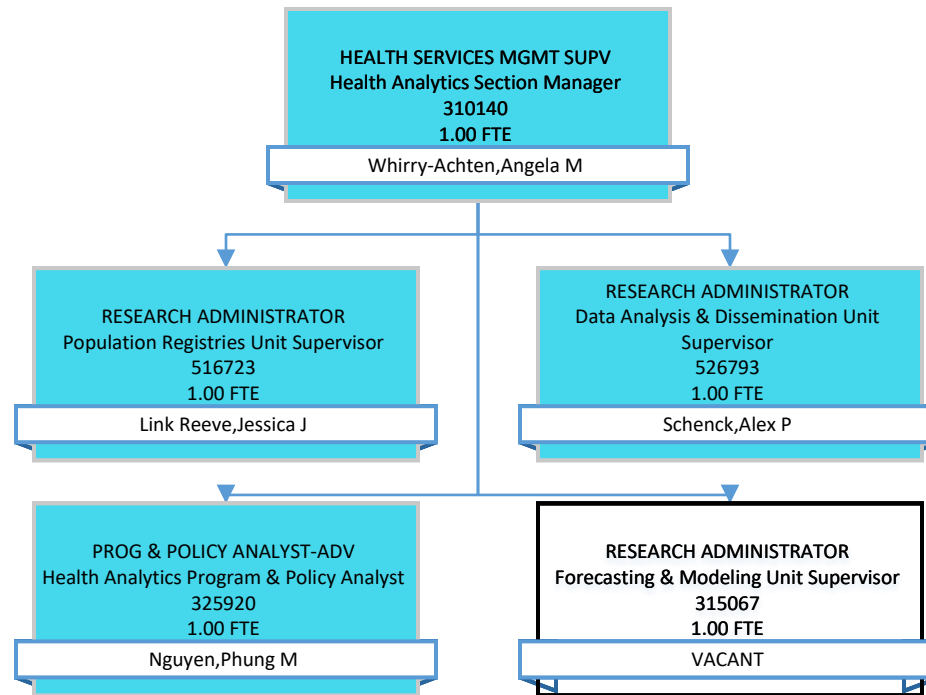 HEALTH SERVICES MGMT SUPV
Health Analytics Section Manager
310140
1.00 FTE
Whirry-Achten,Angela M
RESEARCH ADMINISTRATOR
Population Registries Unit Supervisor
516723
1.00 FTE
Link Reeve,Jessica J
RESEARCH ADMINISTRATOR
Data Analysis & Dissemination Unit
Supervisor
526793
1.00 FTE
Schenck,Alex P
PROG & POLICY ANALYST-ADV
Health Analytics Program & Policy Analyst
325920
1.00 FTE
Nguyen,Phung M
RESEARCH ADMINISTRATOR
Forecasting & Modeling Unit Supervisor
315067
1.00 FTE
VACANT